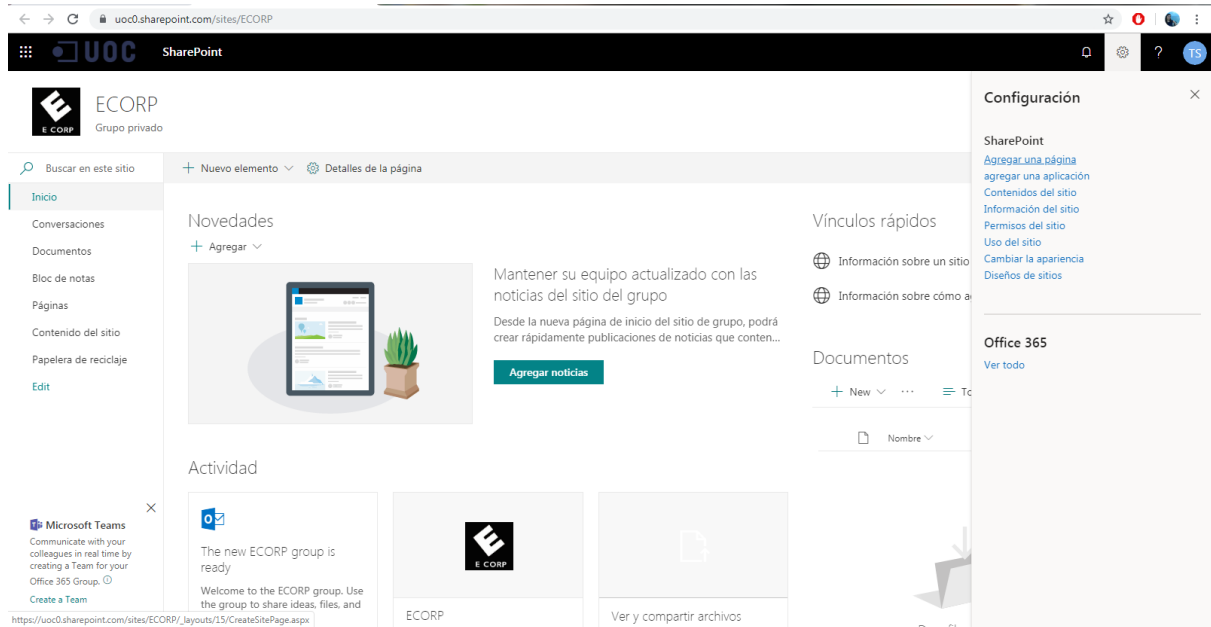 uoc0.sharepoint.com/sites/ECORP
UOC
SharePoint
?
TS
E CORP
ECORP
Grupo privado
Buscar en este sitio
+ Nuevo elemento
Detalles de la página
Inicio
Conversaciones
Documentos
Bloc de notas
Páginas
Contenido del sitio
Papelera de reciclaje
Edit
Novedades
+ Agregar
Mantener su equipo actualizado con las
noticias del sitio del grupo
Desde la nueva página de inicio del sitio de grupo, podrá
crear rápidamente publicaciones de noticias que conten...
Agregar noticias
Vínculos rápidos
Información sobre un sitio
Información sobre cómo a
Documentos
+ New
...
Nombre
Actividad
The new ECORP group is
ready
Welcome to the ECORP group. Use
the group to share ideas, files, and
E CORP
ECORP
Ver y compartir archivos
Microsoft Teams
Communicate with your
colleagues in real time by
creating a Team for your
Office 365 Group.
Create a Team
https://uoc0.sharepoint.com/sites/ECORP/_layouts/15/CreateSitePage.aspx
Configuración
SharePoint
Agregar una página
agregar una aplicación
Contenidos del sitio
Información del sitio
Permisos del sitio
Uso del sitio
Cambiar la apariencia
Diseños de sitios
Office 365
Ver todo